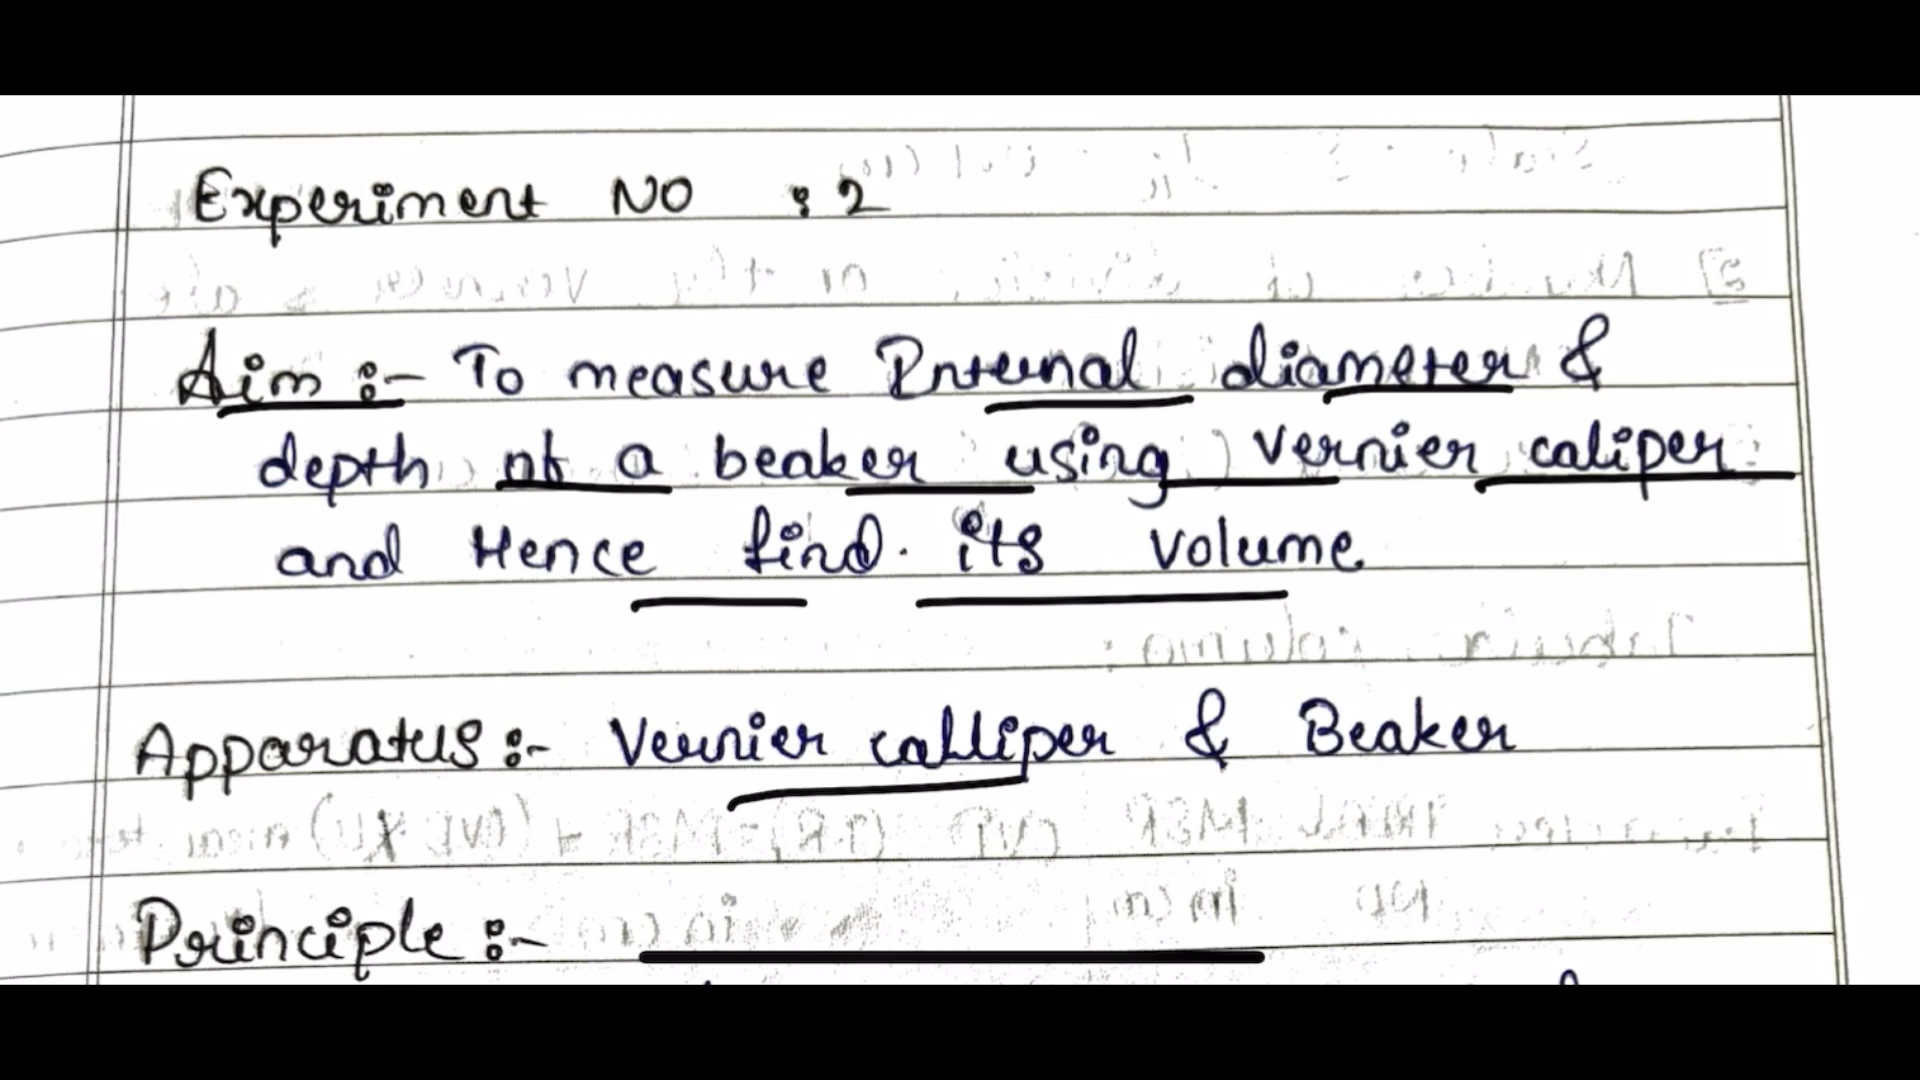 Experiment NO : 2
Aim :- To measure Internal diameter &
depth of a beaker using vernier caliper
and Hence find its volume
Apparatus :- Vernier calliper & Beaker
Principle :-